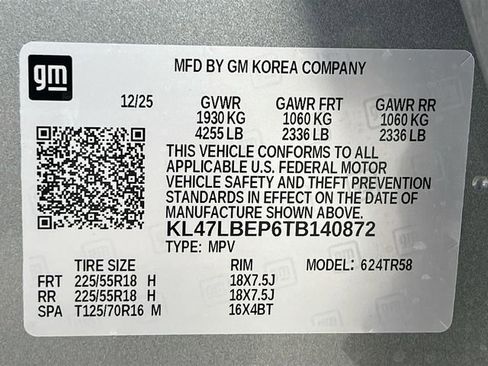 gm
MFD BY GM KOREA COMPANY
12/25 GVWR GAWR FRT GAWR RR
1930 KG 1060 KG 1060 KG
4255 LB 2336 LB 2336 LB
THIS VEHICLE CONFORMS TO ALL
APPLICABLE U.S. FEDERAL MOTOR
VEHICLE SAFETY AND THEFT PREVENTION
STANDARDS IN EFFECT ON THE DATE OF
MANUFACTURE SHOWN ABOVE.
KL47LBEP6TB140872
TYPE: MPV
TIRE SIZE RIM MODEL: 624TR58
FRT 225/55R18 H 18X7.5J
RR 225/55R18 H 18X7.5J
SPA T125/70R16 M 16X4BT